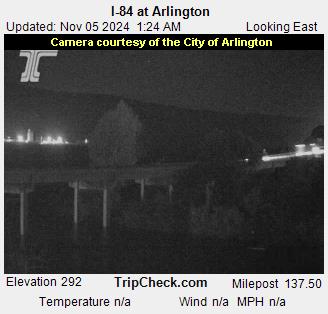 I-84 at Arlington
Updated: Nov 05 2024 1:24 AM Looking East
Camera courtesy of the City of Arlington
Elevation 292 TripCheck.com Milepost 137.50
Temperature n/a Wind n/a MPH n/a